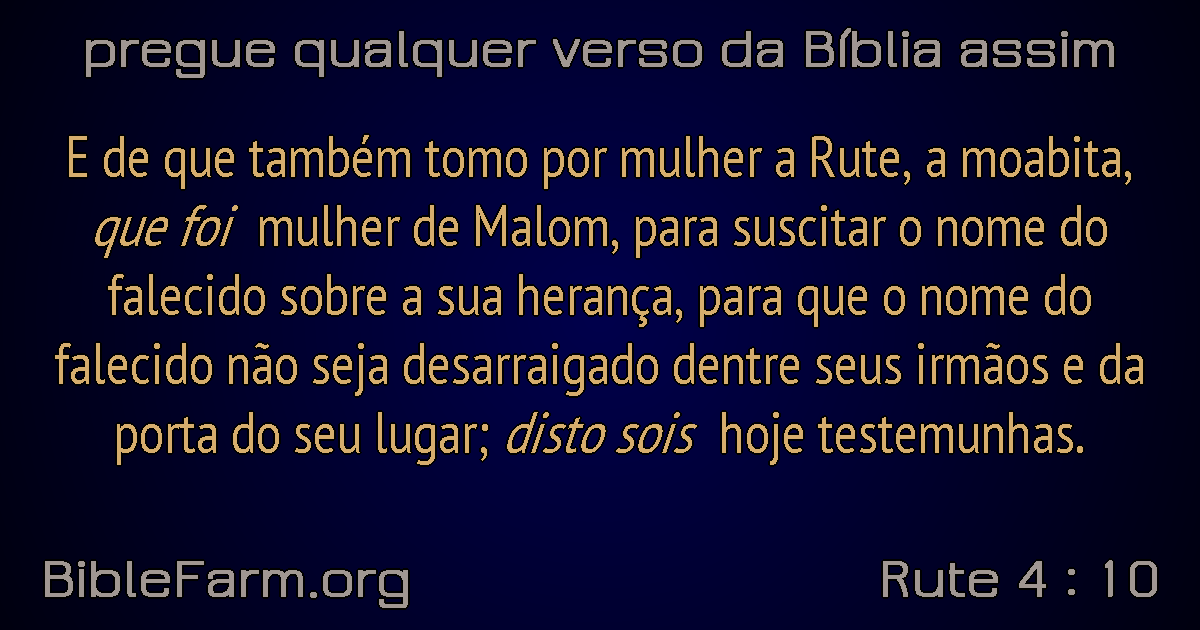 pregue qualquer verso da Bíblia assim
E de que também tomo por mulher a Rute, a moabita,
que foi mulher de Malom, para suscitar o nome do
falecido sobre a sua herança, para que o nome do
falecido não seja desarraigado dentre seus irmãos e da
porta do seu lugar; disto sois hoje testemunhas.
BibleFarm.org
Rute 4 : 10